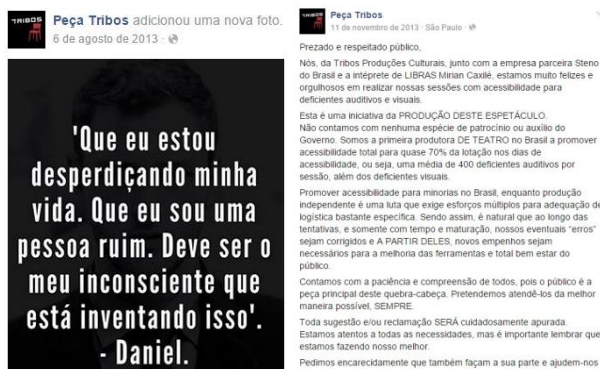 TRIBOS
Peça Tribos adicionou uma nova foto.
6 de agosto de 2013 ·
'Que eu estou
desperdiçando minha
vida. Que eu sou uma
pessoa ruim. Deve ser o
meu inconsciente que
está inventando isso'.
- Daniel.
TRIBOS
Peça Tribos
11 de novembro de 2013 · São Paulo ·
Prezado e respeitado público,
Nós, da Tribos Produções Culturais, junto com a empresa parceira Steno
do Brasil e a intéprete de LIBRAS Mirian Caxilé, estamos muito felizes e
orgulhosos em realizar nossas sessões com acessibilidade para
deficientes auditivos e visuais.
Esta é uma iniciativa da PRODUÇÃO DESTE ESPETÁCULO.
Não contamos com nenhuma espécie de patrocínio ou auxílio do
Governo. Somos a primeira produtora DE TEATRO no Brasil a promover
acessibilidade total para quase 70% da lotação nos dias de
acessibilidade, ou seja, uma média de 400 deficientes auditivos por
sessão, além dos deficientes visuais.
Promover acessibilidade para minorias no Brasil, enquanto produção
independente é uma luta que exige esforços múltiplos para adequação de
logística bastante específica. Sendo assim, é natural que ao longo das
tentativas, e somente com tempo e maturação, nossos eventuais "erros"
sejam corrigidos e A PARTIR DELES, novos empenhos sejam
necessários para a melhoria das ferramentas e total bem estar do
público.
Contamos com a paciência e compreensão de todos, pois o público é a
peça principal deste quebra-cabeça. Pretendemos atendê-los da melhor
maneira possível, SEMPRE.
Toda sugestão e/ou reclamação SERÁ cuidadosamente apurada.
Estamos atentos a todas as necessidades, mas é importante lembrar que
estamos fazendo nosso melhor.
Pedimos encarecidamente que também façam a sua parte e ajudem-nos